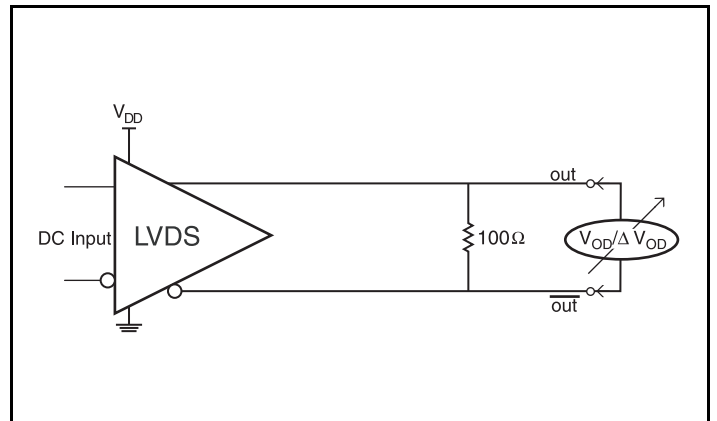 V_DD
out
DC Input
LVDS
100Ω
V_OD/Δ V_OD
out